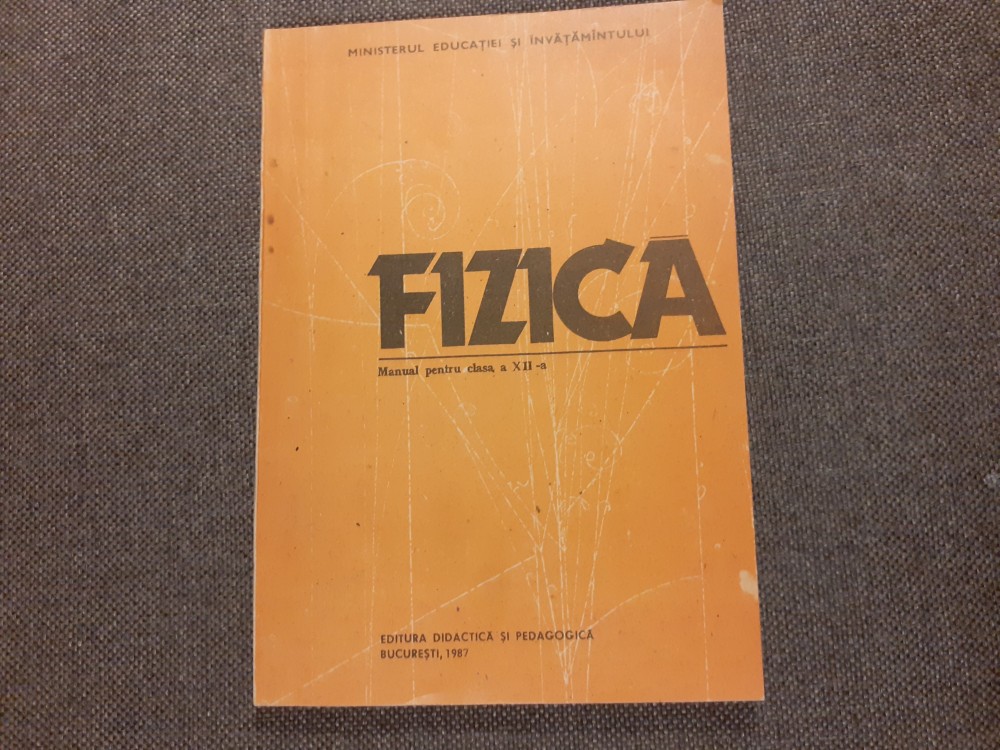 MINISTERUL EDUCAȚIEI ȘI ÎNVĂȚĂMÎNTULUI
FIZICĂ
Manual pentru clasa a XII-a
EDITURA DIDACTICĂ ȘI PEDAGOGICĂ
BUCUREȘTI, 1987